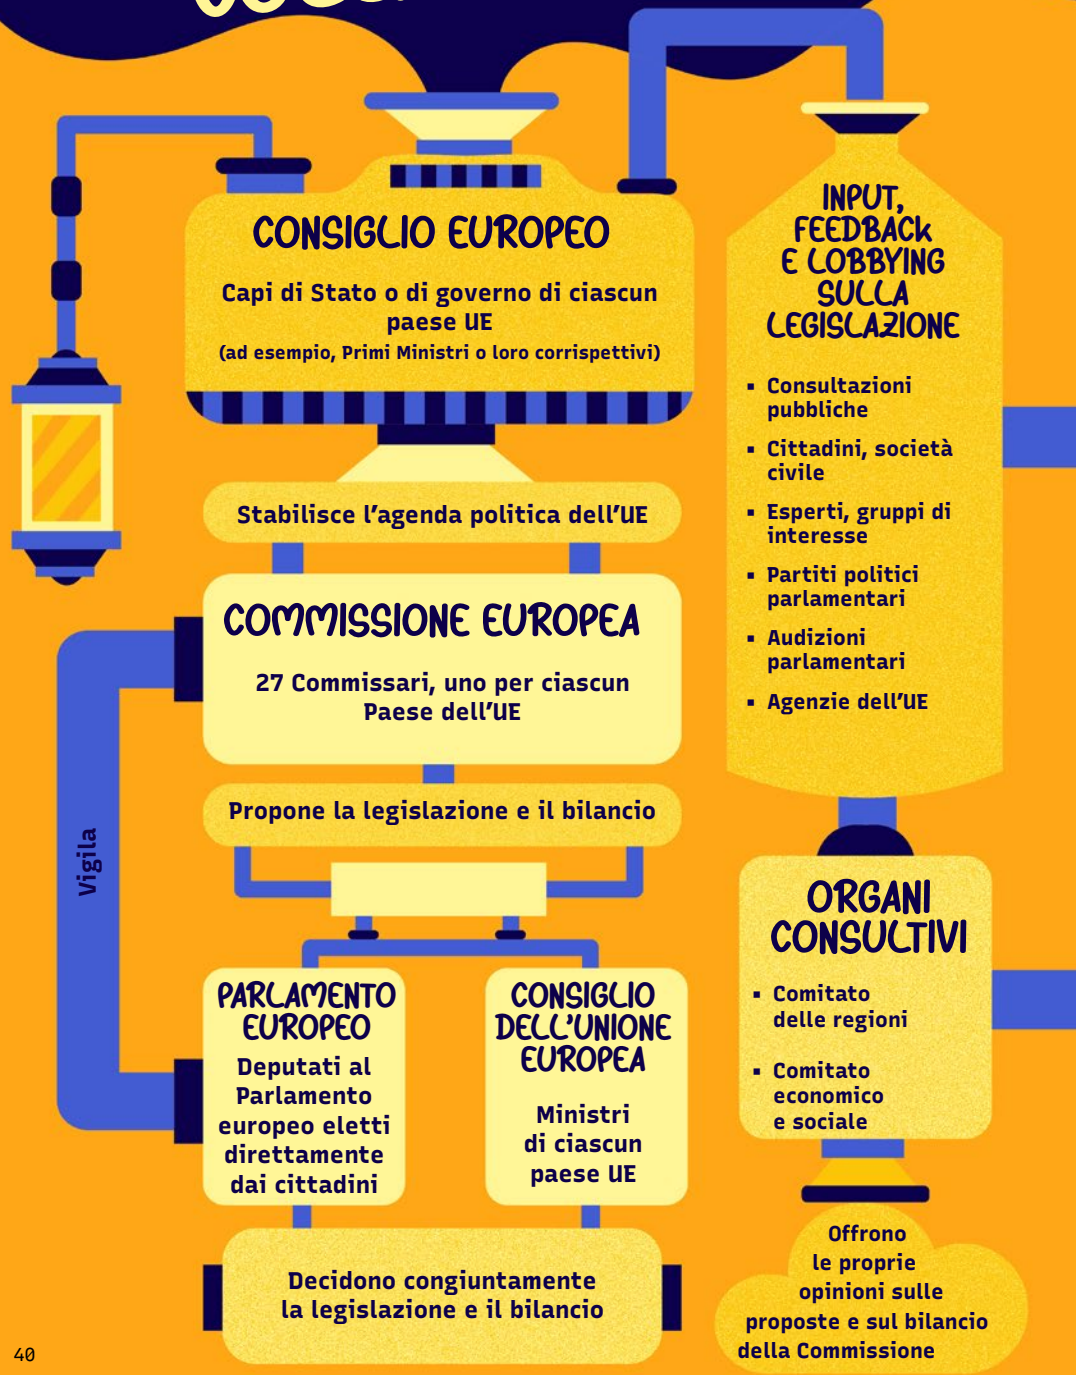 CONSIGLIO EUROPEO
Capi di Stato o di governo di ciascun
paese UE
(ad esempio, Primi Ministri o loro corrispettivi)
Stabilisce l’agenda politica dell’UE
COMMISSIONE EUROPEA
27 Commissari, uno per ciascun
Paese dell’UE
Propone la legislazione e il bilancio
Vigila
PARLAMENTO
EUROPEO
Deputati al
Parlamento
europeo eletti
direttamente
dai cittadini
CONSIGLIO
DELL’UNIONE
EUROPEA
Ministri
di ciascun
paese UE
Decidono congiuntamente
la legislazione e il bilancio
INPUT,
FEEDBACK
E LOBBYING
SULLA
LEGISLAZIONE
▪ Consultazioni
pubbliche
▪ Cittadini, società
civile
▪ Esperti, gruppi di
interesse
▪ Partiti politici
parlamentari
▪ Audizioni
parlamentari
▪ Agenzie dell’UE
ORGANI
CONSULTIVI
▪ Comitato
delle regioni
▪ Comitato
economico
e sociale
Offrono
le proprie
opinioni sulle
proposte e sul bilancio
della Commissione
40